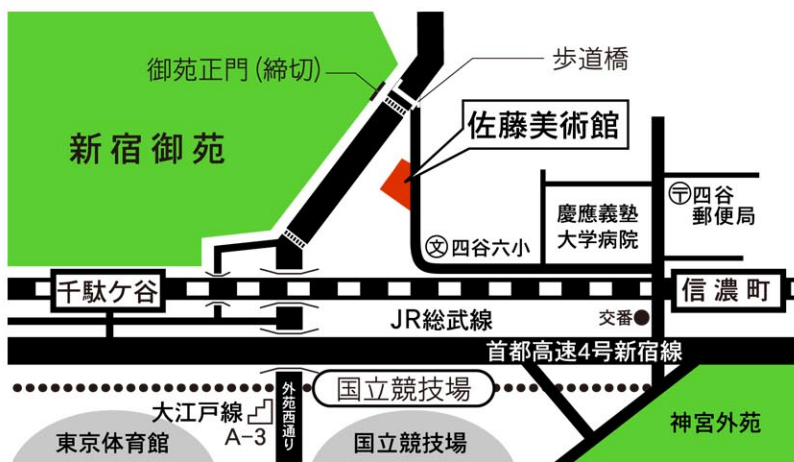 御苑正門(締切)
歩道橋
佐藤美術館
新宿御苑
〒四谷
郵便局
慶應義塾
大学病院
文 四谷六小
千駄ケ谷
信濃町
JR総武線
交番
首都高速4号新宿線
国立競技場
大江戸線
A-3
外苑西通り
東京体育館
国立競技場
神宮外苑